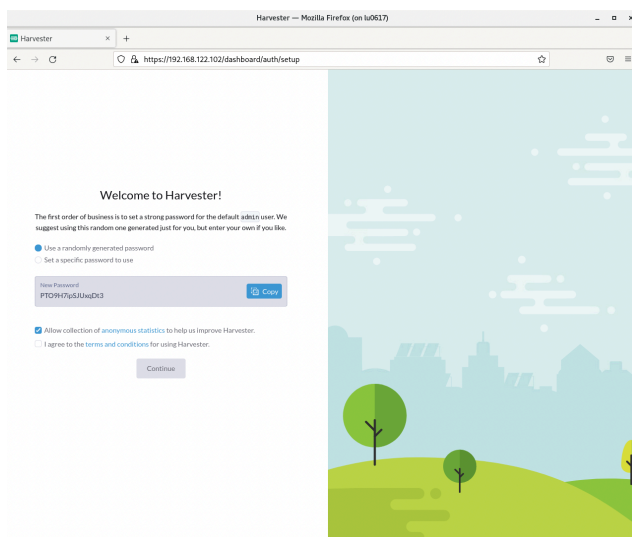 Harvester — Mozilla Firefox (on lu0617)
Harvester
https://192.168.122.102/dashboard/auth/setup
Welcome to Harvester!
The first order of business is to set a strong password for the default admin user. We
suggest using this random one generated just for you, but enter your own if you like.
Use a randomly generated password
Set a specific password to use
New Password
PTO9H7ipSJUxqDt3
Copy
Allow collection of anonymous statistics to help us improve Harvester.
I agree to the terms and conditions for using Harvester.
Continue